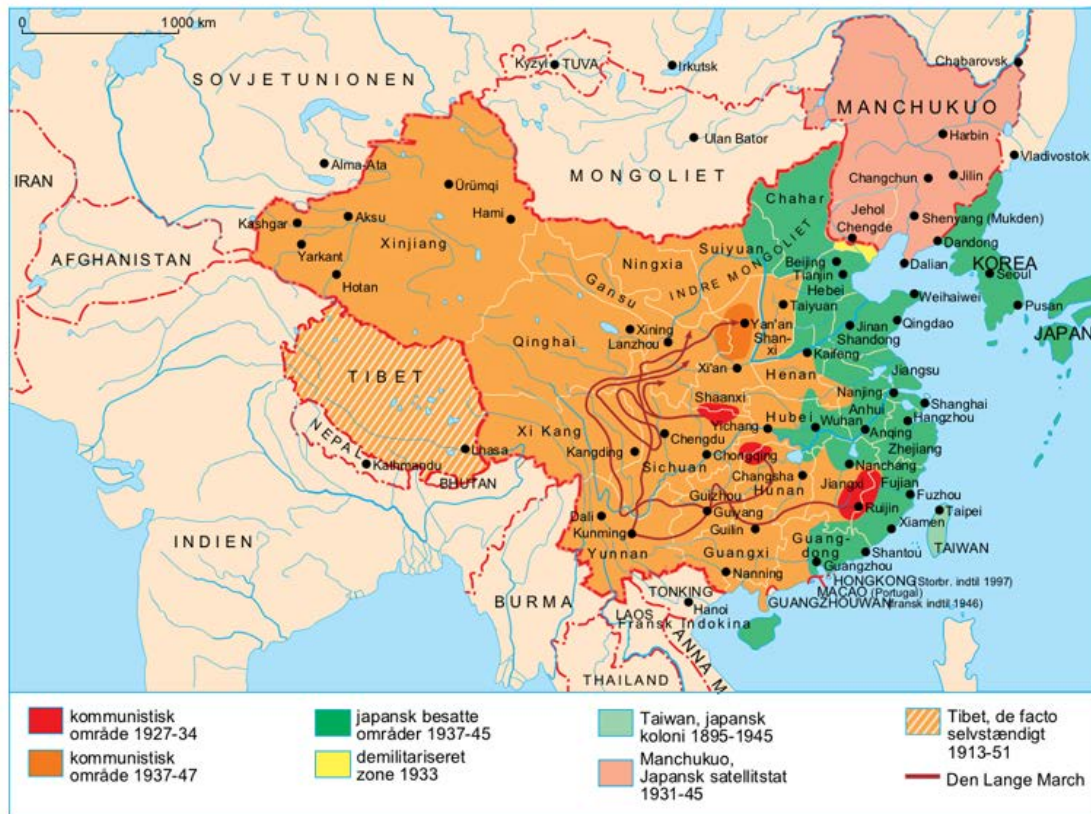 0
1 000 km
SOVJETUNIONEN
Kyzyl
TUVA
Irkutsk
Chabarovsk
MANCHUKUO
Harbin
Ulan Bator
Vladivostok
Alma-Ata
MONGOLIET
Changchun
Jilin
IRAN
Ürümqi
Chahar
Jehol
Chengde
Shenyang (Mukden)
Kashgar
Aksu
Hami
Xinjiang
Suiyuan
Dandong
Yarkant
Ningxia
INDRE MONGOLIET
Beijing
Tianjin
Dalian
KOREA
Seoul
AFGHANISTAN
Hotan
Gansu
Hebei
Weihaiwei
Taiyuan
Pusan
Xining
Lanzhou
Yan'an
Shan-
xi
Jinan
Shandong
Qingdao
JAPAN
Qinghai
Kaifeng
TIBET
Xi'an
Henan
Jiangsu
Shaanxi
Nanjing
Anhui
Shanghai
Hangzhou
Hubei
Yichang
Wuhan
Anqing
Zhejiang
Xi Kang
Chengdu
NEPAL
Lhasa
Kangding
Sichuan
Chongqing
Nanchang
Kathmandu
BHUTAN
Changsha
Hunan
Jiangxi
Fujian
Guizhou
Guiyang
Ruijin
Fuzhou
Dali
Taipei
INDIEN
Kunming
Guilin
Xiamen
Yunnan
Guangxi
Guang-
dong
TAIWAN
Shantou
Guangzhou
Nanning
HONGKONG (Storbr. indtil 1997)
BURMA
TONKING
MACAO (Portugal)
Hanoi
GUANGZHOUWAN (fransk indtil 1946)
LAOS
Fransk Indokina
ANNAM
THAILAND
kommunistisk
område 1927-34
kommunistisk
område 1937-47
japansk besatte
områder 1937-45
demilitariseret
zone 1933
Taiwan, japansk
koloni 1895-1945
Manchukuo,
Japansk satellitstat
1931-45
Tibet, de facto
selvstændigt
1913-51
Den Lange March